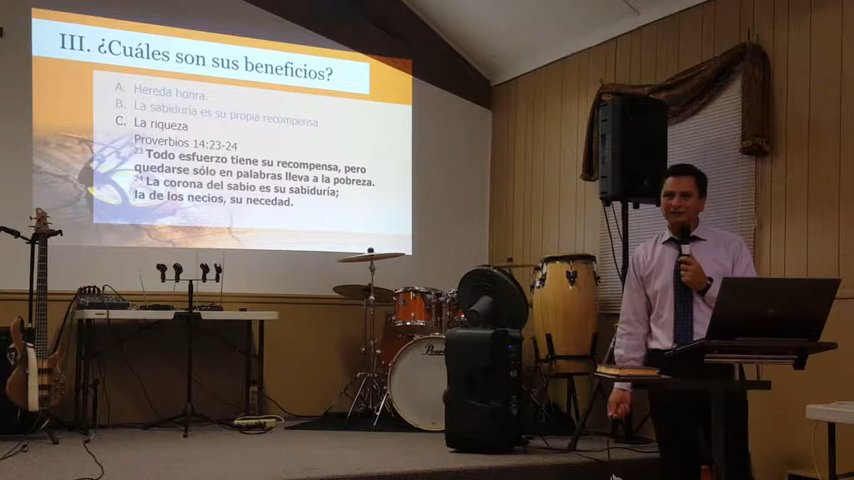 III. ¿Cuáles son sus beneficios?
A. Hereda honra.
B. La sabiduría es su propia recompensa.
C. La riqueza
Proverbios 14:23-24
23 Todo esfuerzo tiene su recompensa, pero
quedarse sólo en palabras lleva a la pobreza.
24 La corona del sabio es su sabiduría;
la de los necios, su necedad.